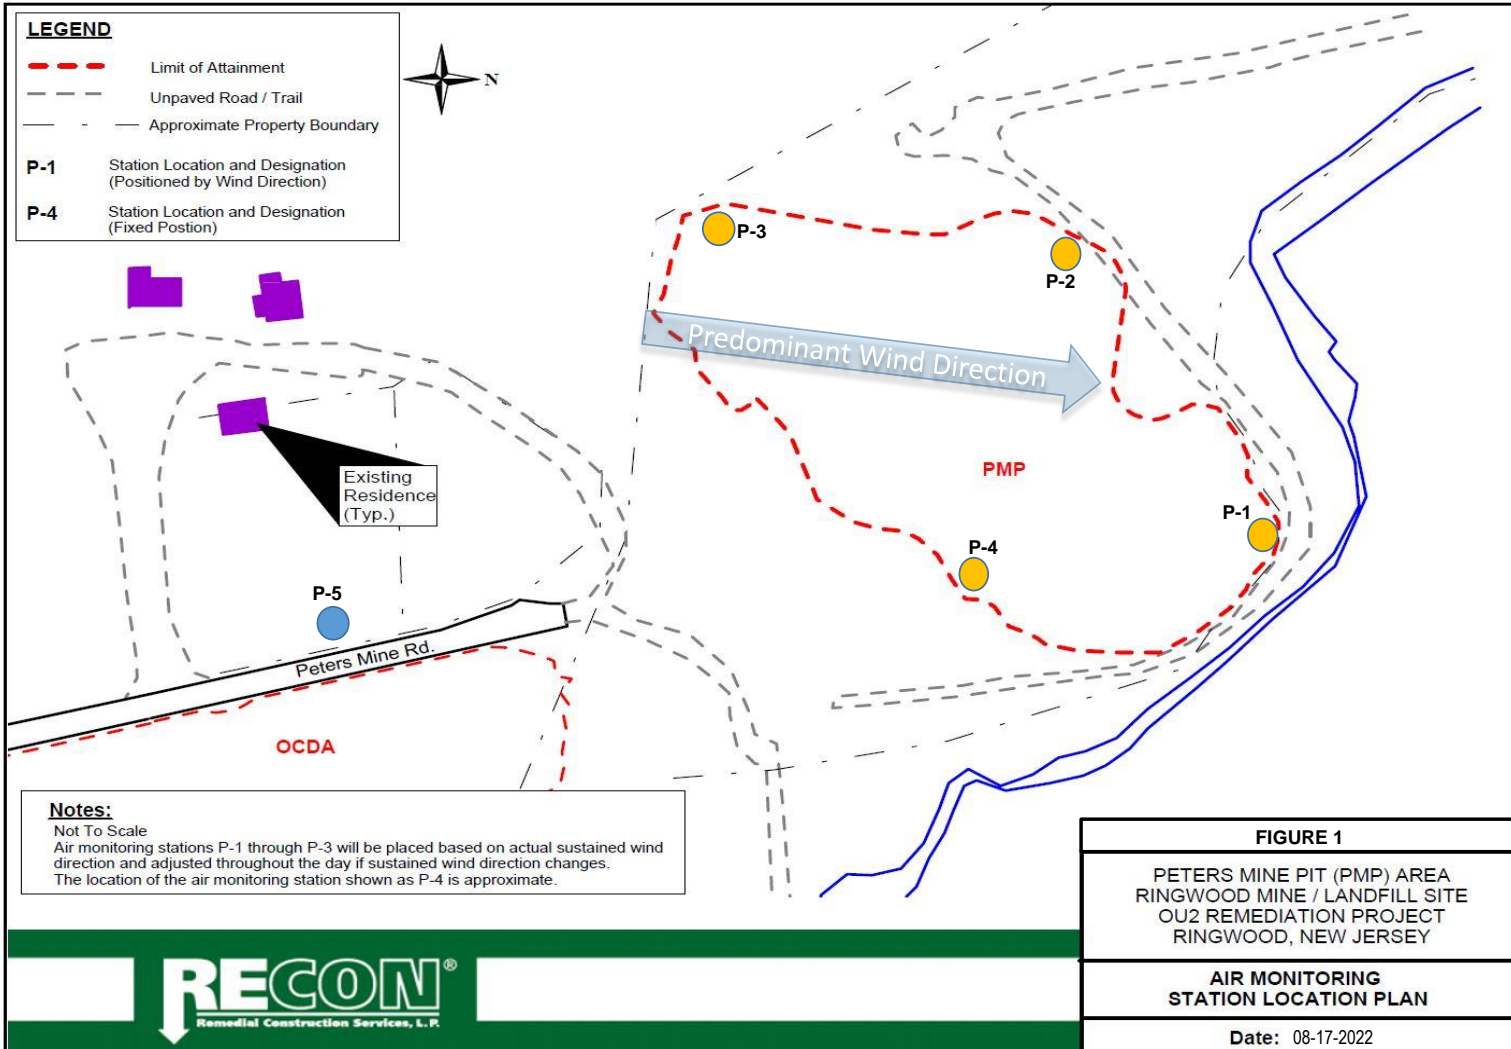 LEGEND
Limit of Attainment
Unpaved Road / Trail
Approximate Property Boundary
P-1
Station Location and Designation
(Positioned by Wind Direction)
P-4
Station Location and Designation
(Fixed Postion)
N
P-3
P-2
Predominant Wind Direction
PMP
P-1
P-4
Existing
Residence
(Typ.)
P-5
Peters Mine Rd.
OCDA
Notes:
Not To Scale
Air monitoring stations P-1 through P-3 will be placed based on actual sustained wind
direction and adjusted throughout the day if sustained wind direction changes.
The location of the air monitoring station shown as P-4 is approximate.
RECON®
Remedial Construction Services, L.P.
FIGURE 1
PETERS MINE PIT (PMP) AREA
RINGWOOD MINE / LANDFILL SITE
OU2 REMEDIATION PROJECT
RINGWOOD, NEW JERSEY
AIR MONITORING
STATION LOCATION PLAN
Date: 08-17-2022